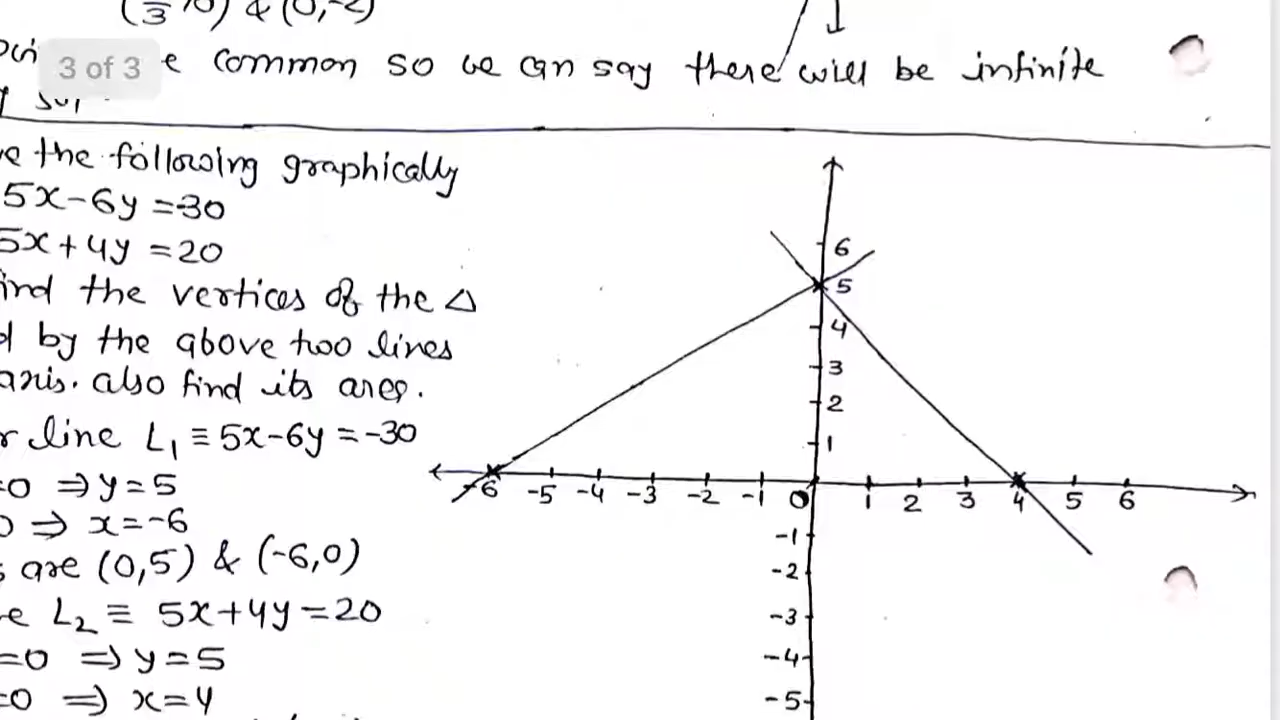 (‾3, 0) & (0,-2)
3 of 3
e common so we can say there will be infinite
e the following graphically
5x-6y=-30
5x+4y=20
ind the vertices of the Δ
d by the above two lines
axis. also find its area.
r line L₁ ≡ 5x-6y=-30
=0 ⇒ y=5
0 ⇒ x=-6
s are (0,5) & (-6,0)
e L₂ ≡ 5x+4y=20
=0 ⇒ y=5
=0 ⇒ x=4
6
5
4
3
2
1
-6 -5 -4 -3 -2 -1 0 1 2 3 4 5 6
-1
-2
-3
-4
-5